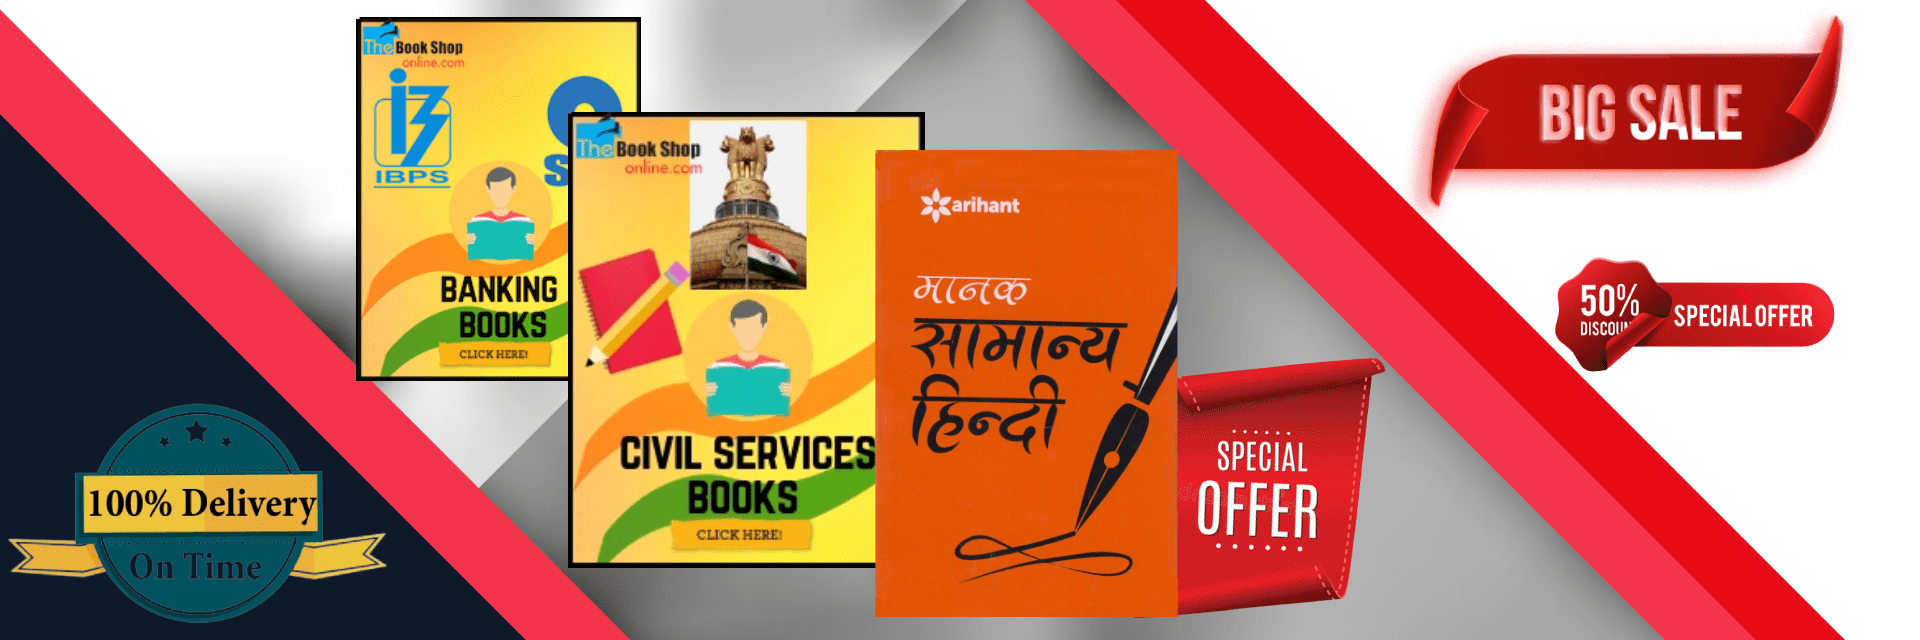 The Book Shop
online.com
IBPS
BANKING
BOOKS
CLICK HERE!
The Book Shop
online.com
CIVIL SERVICES
BOOKS
CLICK HERE!
arihant
मानक
सामान्य
हिन्दी
SPECIAL
OFFER
BIG SALE
50%
DISCOUN
SPECIAL OFFER
100% Delivery
On Time